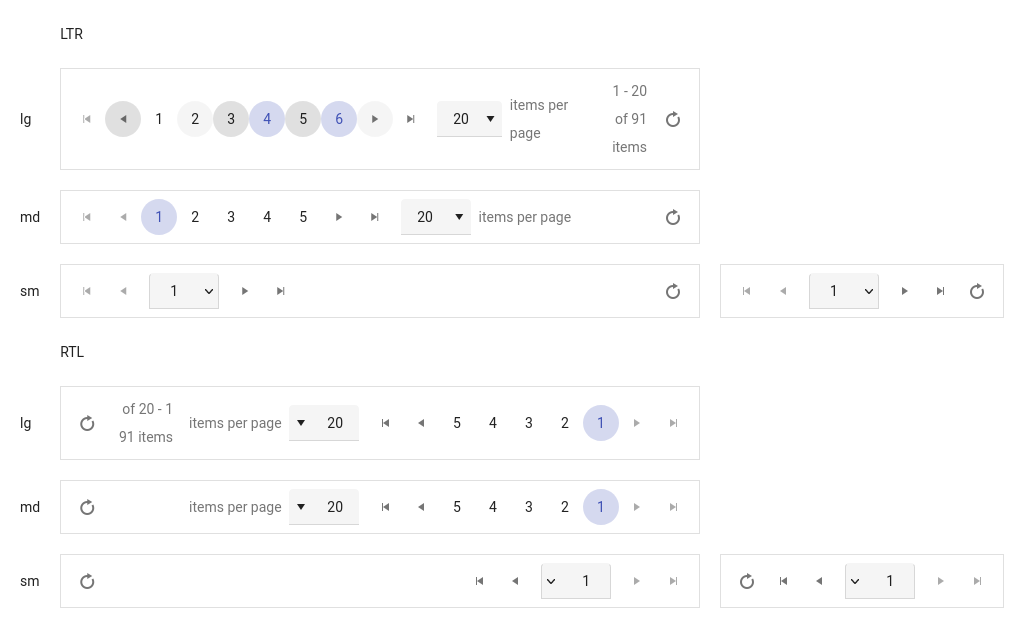 LTR
lg
1 2 3 4 5 6 20 items per
page
1 - 20
of 91
items
md
1 2 3 4 5 20 items per page
sm
1
1
RTL
lg
of 20 - 1
91 items
items per page 20 5 4 3 2 1
md
items per page 20 5 4 3 2 1
sm
1
1